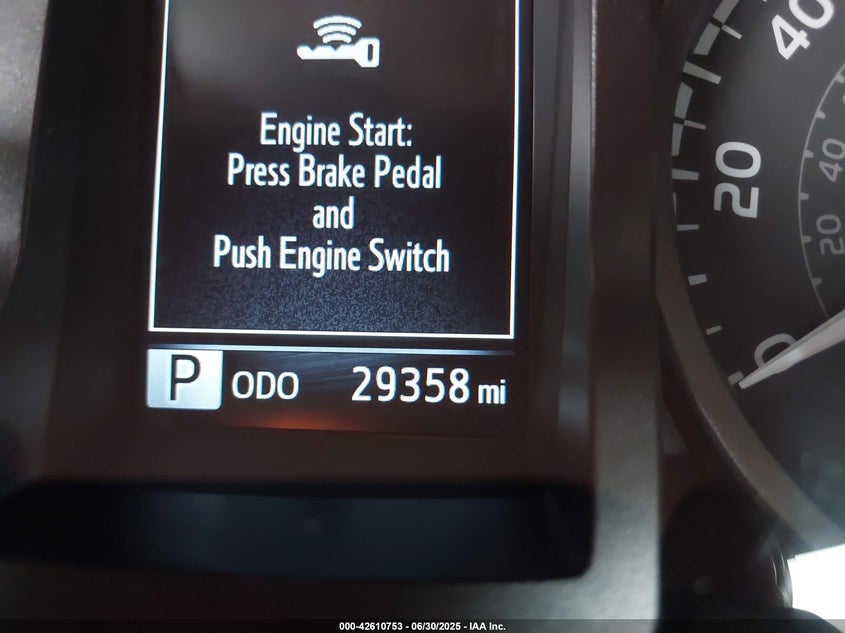 Engine Start:
Press Brake Pedal
and
Push Engine Switch
P ODO 29358 mi
40
20
0
40
20
000-42610753 - 06/30/2025 - IAA Inc.